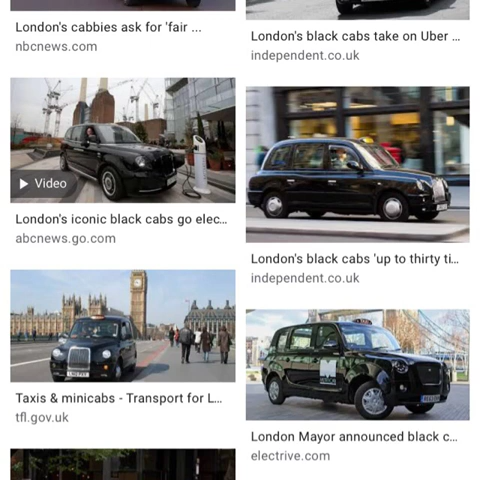 London's cabbies ask for 'fair ...
nbcnews.com
London's black cabs take on Uber ...
independent.co.uk
Video
London's iconic black cabs go elec...
abcnews.go.com
London's black cabs 'up to thirty ti...
independent.co.uk
Taxis & minicabs - Transport for L...
tfl.gov.uk
London Mayor announced black c...
electrive.com